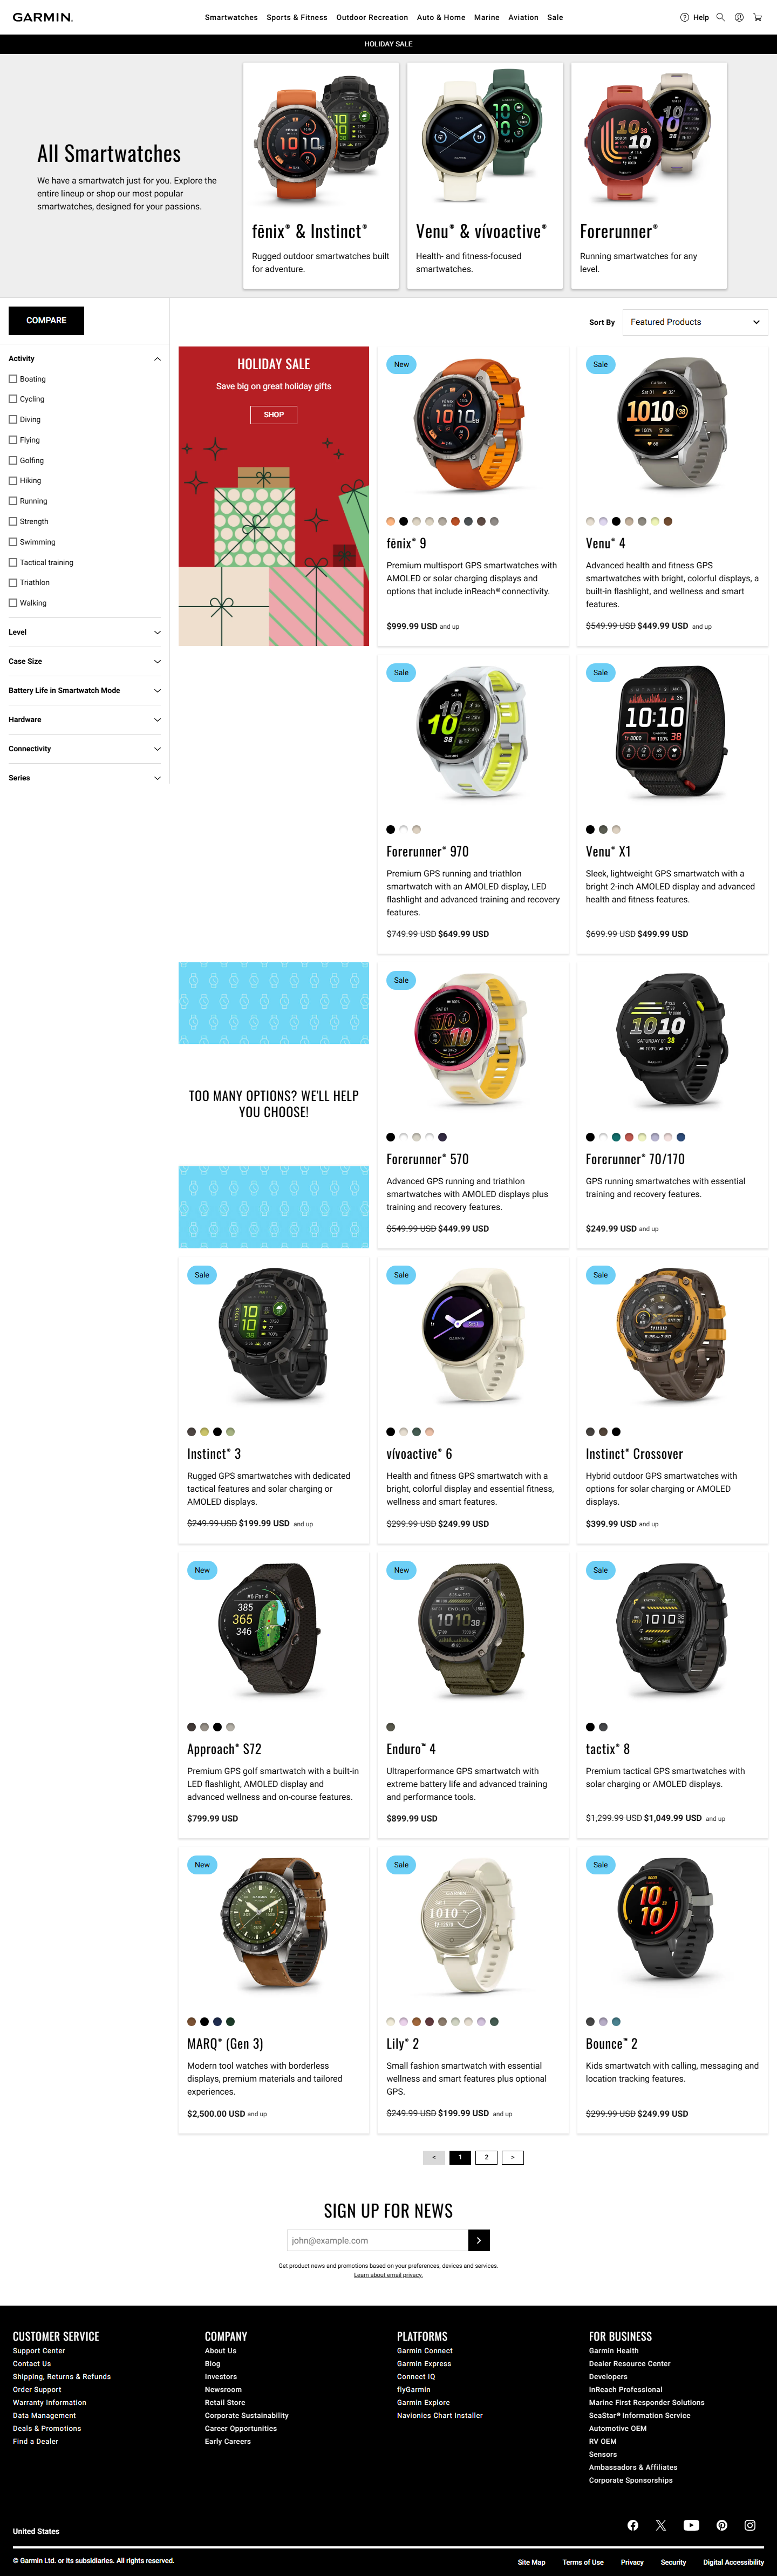 GARMIN.
Smartwatches Sports & Fitness Outdoor Recreation Auto & Home Marine Aviation Sale
Help
HOLIDAY SALE
All Smartwatches
We have a smartwatch just for you. Explore the
entire lineup or shop our most popular
smartwatches, designed for your passions.
fēnix® & Instinct®
Rugged outdoor smartwatches built
for adventure.
Venu® & vívoactive®
Health- and fitness-focused
smartwatches.
Forerunner®
Running smartwatches for any
level.
COMPARE
Sort By Featured Products
Activity
Boating
Cycling
Diving
Flying
Golfing
Hiking
Running
Strength
Swimming
Tactical training
Triathlon
Walking
Level
Case Size
Battery Life in Smartwatch Mode
Hardware
Connectivity
Series
HOLIDAY SALE
Save big on great holiday gifts
SHOP
New
fēnix® 9
Premium multisport GPS smartwatches with
AMOLED or solar charging displays and
options that include inReach® connectivity.
$999.99 USD and up
Sale
1010
Venu® 4
Advanced health and fitness GPS
smartwatches with bright, colorful displays, a
built-in flashlight, and wellness and smart
features.
$549.99 USD $449.99 USD and up
Sale
10
10
38
Forerunner® 970
Premium GPS running and triathlon
smartwatch with an AMOLED display, LED
flashlight and advanced training and recovery
features.
$749.99 USD $649.99 USD
Sale
10:10
Venu® X1
Sleek, lightweight GPS smartwatch with a
bright 2-inch AMOLED display and advanced
health and fitness features.
$699.99 USD $499.99 USD
TOO MANY OPTIONS? WE'LL HELP
YOU CHOOSE!
Sale
10 10
Forerunner® 570
Advanced GPS running and triathlon
smartwatches with AMOLED displays plus
training and recovery features.
$549.99 USD $449.99 USD
10 10
Forerunner® 70/170
GPS running smartwatches with essential
training and recovery features.
$249.99 USD and up
Sale
10
10
Instinct® 3
Rugged GPS smartwatches with dedicated
tactical features and solar charging or
AMOLED displays.
$249.99 USD $199.99 USD and up
Sale
vívoactive® 6
Health and fitness GPS smartwatch with a
bright, colorful display and essential fitness,
wellness and smart features.
$299.99 USD $249.99 USD
Sale
Instinct® Crossover
Hybrid outdoor GPS smartwatches with
options for solar charging or AMOLED
displays.
$399.99 USD and up
New
#6 Par 4
385
365
346
Approach® S72
Premium GPS golf smartwatch with a built-in
LED flashlight, AMOLED display and
advanced wellness and on-course features.
$799.99 USD
New
ENDURO
1010
Enduro™ 4
Ultraperformance GPS smartwatch with
extreme battery life and advanced training
and performance tools.
$899.99 USD
Sale
1010
tactix® 8
Premium tactical GPS smartwatches with
solar charging or AMOLED displays.
$1,299.99 USD $1,049.99 USD and up
New
MARQ® (Gen 3)
Modern tool watches with borderless
displays, premium materials and tailored
experiences.
$2,500.00 USD and up
Sale
1010
Lily® 2
Small fashion smartwatch with essential
wellness and smart features plus optional
GPS.
$249.99 USD $199.99 USD and up
Sale
10
10
Bounce™ 2
Kids smartwatch with calling, messaging and
location tracking features.
$299.99 USD $249.99 USD
< 1 2 >
SIGN UP FOR NEWS
john@example.com
Get product news and promotions based on your preferences, devices and services.
Learn about email privacy.
CUSTOMER SERVICE
Support Center
Contact Us
Shipping, Returns & Refunds
Order Support
Warranty Information
Data Management
Deals & Promotions
Find a Dealer
COMPANY
About Us
Blog
Investors
Newsroom
Retail Store
Corporate Sustainability
Career Opportunities
Early Careers
PLATFORMS
Garmin Connect
Garmin Express
Connect IQ
flyGarmin
Garmin Explore
Navionics Chart Installer
FOR BUSINESS
Garmin Health
Dealer Resource Center
Developers
inReach Professional
Marine First Responder Solutions
SeaStar® Information Service
Automotive OEM
RV OEM
Sensors
Ambassadors & Affiliates
Corporate Sponsorships
United States
© Garmin Ltd. or its subsidiaries. All rights reserved.
Site Map Terms of Use Privacy Security Digital Accessibility